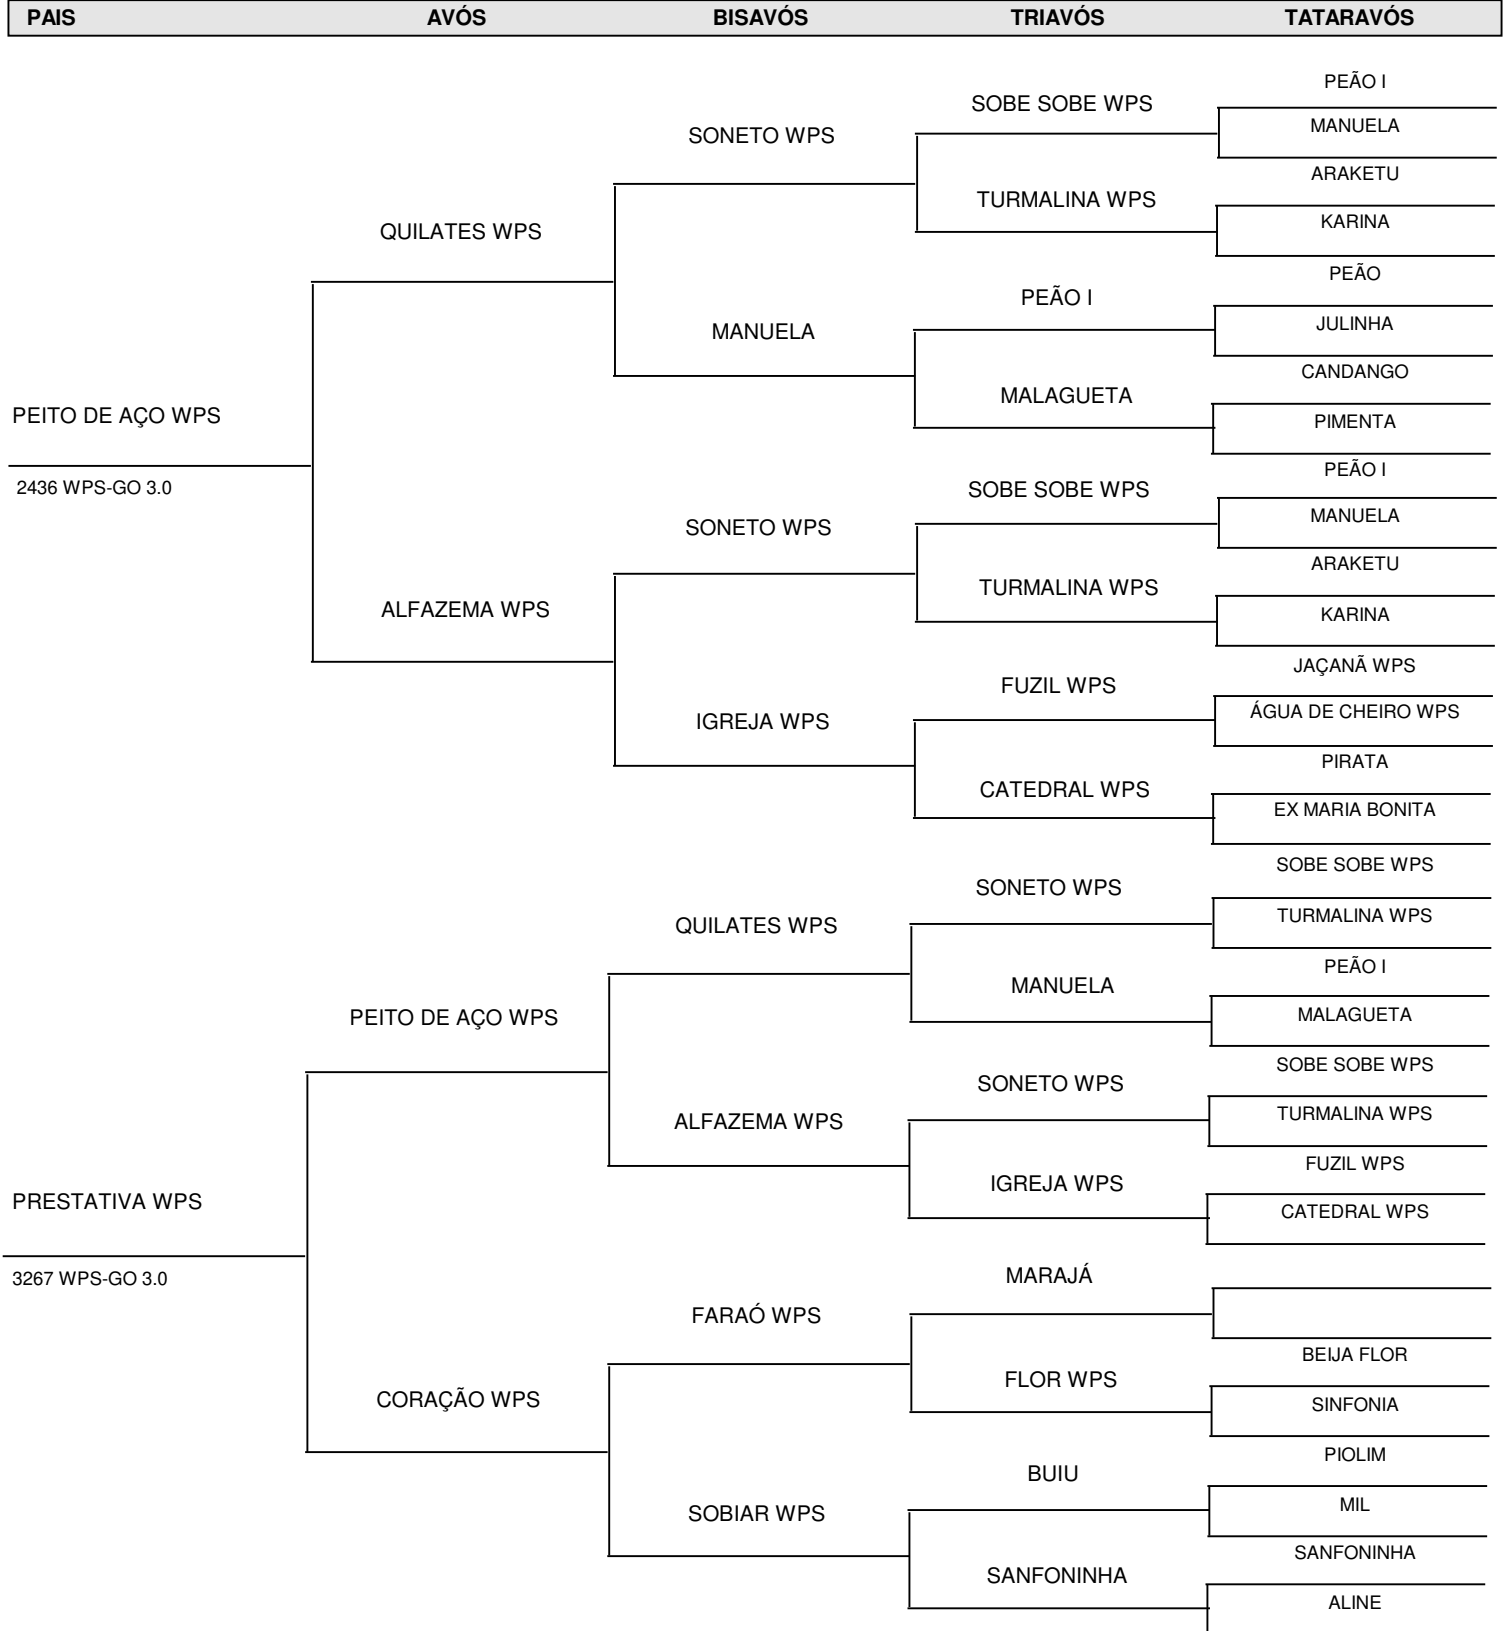 PAIS AVÓS BISAVÓS TRIAVÓS TATARAVÓS
PEÃO I
SOBE SOBE WPS
MANUELA
SONETO WPS
ARAKETU
TURMALINA WPS
KARINA
QUILATES WPS
PEÃO
PEÃO I
JULINHA
MANUELA
CANDANGO
MALAGUETA
PEITO DE AÇO WPS
PIMENTA
PEÃO I
2436 WPS-GO 3.0
SOBE SOBE WPS
MANUELA
SONETO WPS
ARAKETU
TURMALINA WPS
ALFAZEMA WPS
KARINA
JAÇANÃ WPS
FUZIL WPS
ÁGUA DE CHEIRO WPS
IGREJA WPS
PIRATA
CATEDRAL WPS
EX MARIA BONITA
SOBE SOBE WPS
SONETO WPS
TURMALINA WPS
QUILATES WPS
PEÃO I
MANUELA
MALAGUETA
PEITO DE AÇO WPS
SOBE SOBE WPS
SONETO WPS
TURMALINA WPS
ALFAZEMA WPS
FUZIL WPS
IGREJA WPS
PRESTATIVA WPS
CATEDRAL WPS
3267 WPS-GO 3.0
MARAJÁ
FARAÓ WPS
BEIJA FLOR
FLOR WPS
CORAÇÃO WPS
SINFONIA
PIOLIM
BUIU
MIL
SOBIAR WPS
SANFONINHA
SANFONINHA
ALINE